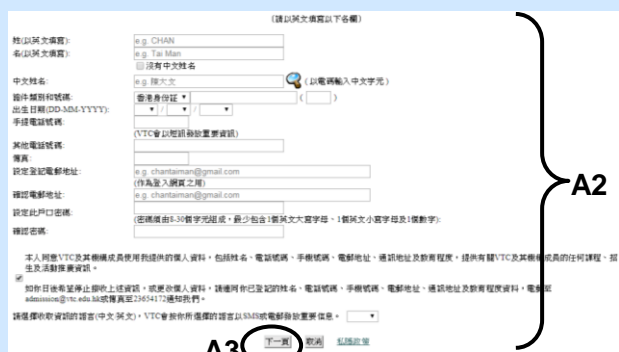 (請以英文填寫以下各欄)
姓(以英文填寫): e.g. CHAN
名(以英文填寫): e.g. Tai Man
沒有中文姓名
中文姓名: e.g. 陳大文 (以電碼輸入中文字元)
證件類別和號碼: 香港身份証 ( )
出生日期(DD-MM-YYYY): / /
手提電話號碼:
(VTC會以短訊發放重要資訊)
其他電話號碼:
傳真:
設定登記電郵地址: e.g. chantaiman@gmail.com
(作為登入網頁之用)
確認電郵地址: e.g. chantaiman@gmail.com
設定此戶口密碼:
(密碼須由8-30個字元組成，最少包含1個英文大寫字母、1個英文小寫字母及1個數字):
確認密碼:
本人同意VTC及其機構成員使用我提供的個人資料，包括姓名、電話號碼、手機號碼、電郵地址、通訊地址及教育程度，提供有關VTC及其機構成員的任何課程、招
生及活動推廣資訊。
如你日後希望停止接收上述資訊，或更改個人資料，請連同你已登記的姓名、電話號碼、手機號碼、電郵地址、通訊地址及教育程度資料，電郵至
admission@vtc.edu.hk或傳真至23654172通知我們。
請選擇收取資訊的語言(中文/英文)，VTC會按你所選擇的語言以SMS或電郵發放重要信息。
下一頁 取消 私隱政策
A2
A3